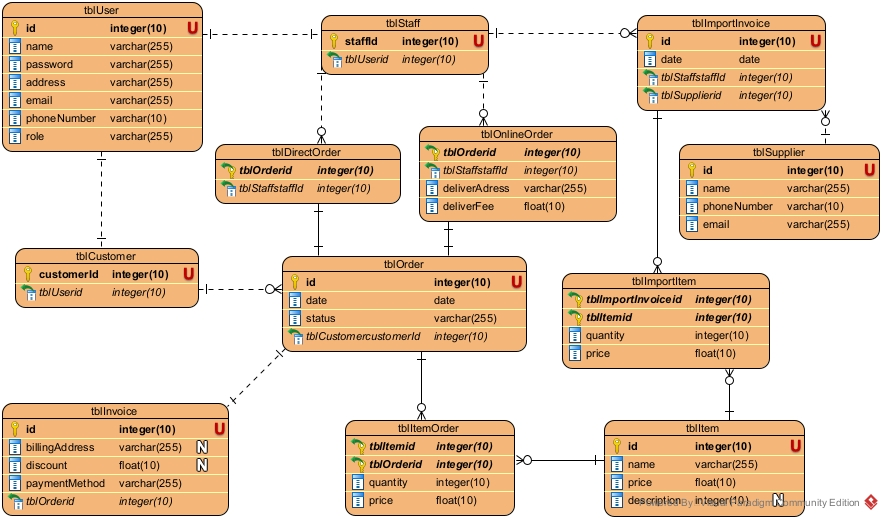 tblUser
id integer(10) U
name varchar(255)
password varchar(255)
address varchar(255)
email varchar(255)
phoneNumber varchar(10)
role varchar(255)
tblStaff
staffId integer(10) U
tblUserid integer(10)
tblImportInvoice
id integer(10) U
date date
tblStaffstaffId integer(10)
tblSupplierid integer(10)
tblDirectOrder
tblOrderid integer(10)
tblStaffstaffId integer(10)
tblOnlineOrder
tblOrderid integer(10)
tblStaffstaffId integer(10)
deliverAdress varchar(255)
deliverFee float(10)
tblSupplier
id integer(10) U
name varchar(255)
phoneNumber varchar(10)
email varchar(255)
tblCustomer
customerId integer(10) U
tblUserid integer(10)
tblOrder
id integer(10) U
date date
status varchar(255)
tblCustomercustomerId integer(10)
tblImportItem
tblImportInvoiceid integer(10)
tblItemid integer(10)
quantity integer(10)
price float(10)
tblInvoice
id integer(10) U
billingAddress varchar(255) N
discount float(10) N
paymentMethod varchar(255)
tblOrderid integer(10)
tblItemOrder
tblItemid integer(10)
tblOrderid integer(10)
quantity integer(10)
price float(10)
tblItem
id integer(10) U
name varchar(255)
price float(10)
description integer(10) N
Powered By Visual Paradigm Community Edition